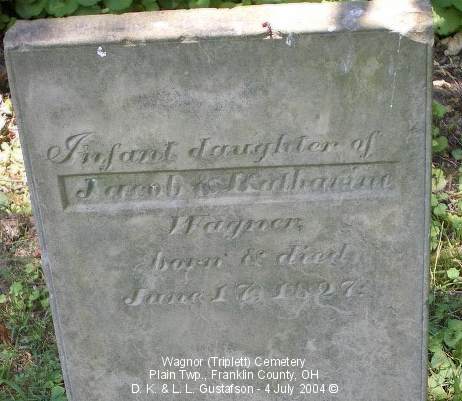 Infant daughter of
Jacob & Katharine
Wagner,
born & died
June 17, 1827.
Wagnor (Triplett) Cemetery
Plain Twp., Franklin County, OH
D. K. & L. L. Gustafson - 4 July 2004 ©